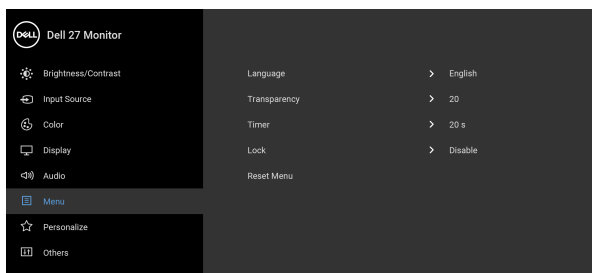 DELL Dell 27 Monitor
Brightness/Contrast
Input Source
Color
Display
Audio
Menu
Personalize
Others
Language > English
Transparency > 20
Timer > 20 s
Lock > Disable
Reset Menu